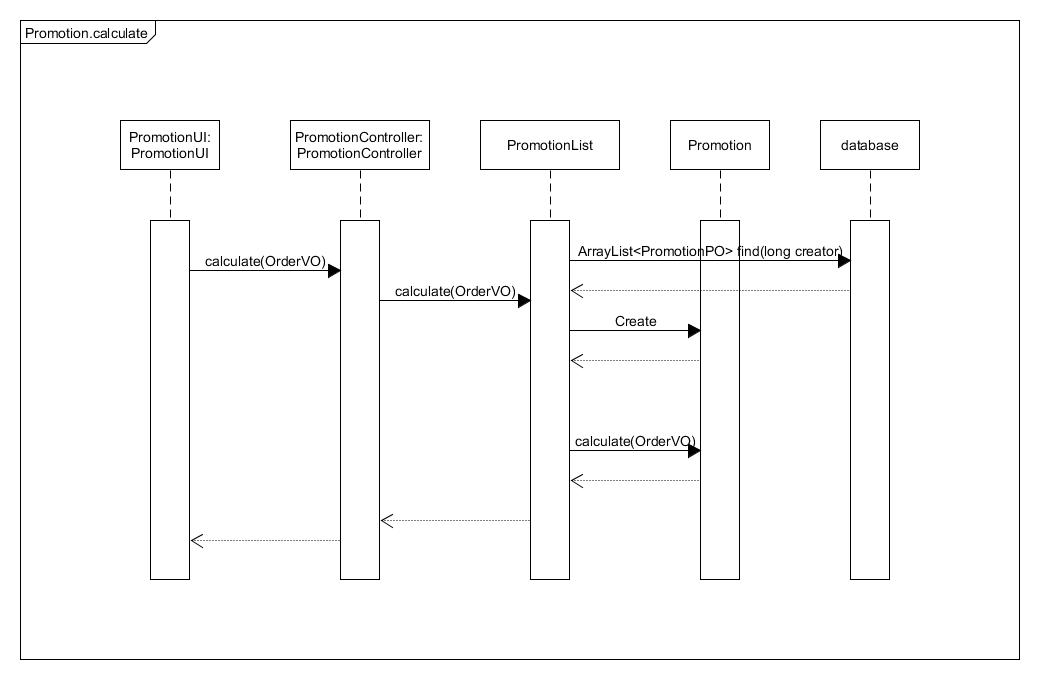 Promotion.calculate
PromotionUI:
PromotionUI
PromotionController:
PromotionController
PromotionList
Promotion
database
ArrayList<PromotionPO> find(long creator)
calculate(OrderVO)
calculate(OrderVO)
Create
calculate(OrderVO)